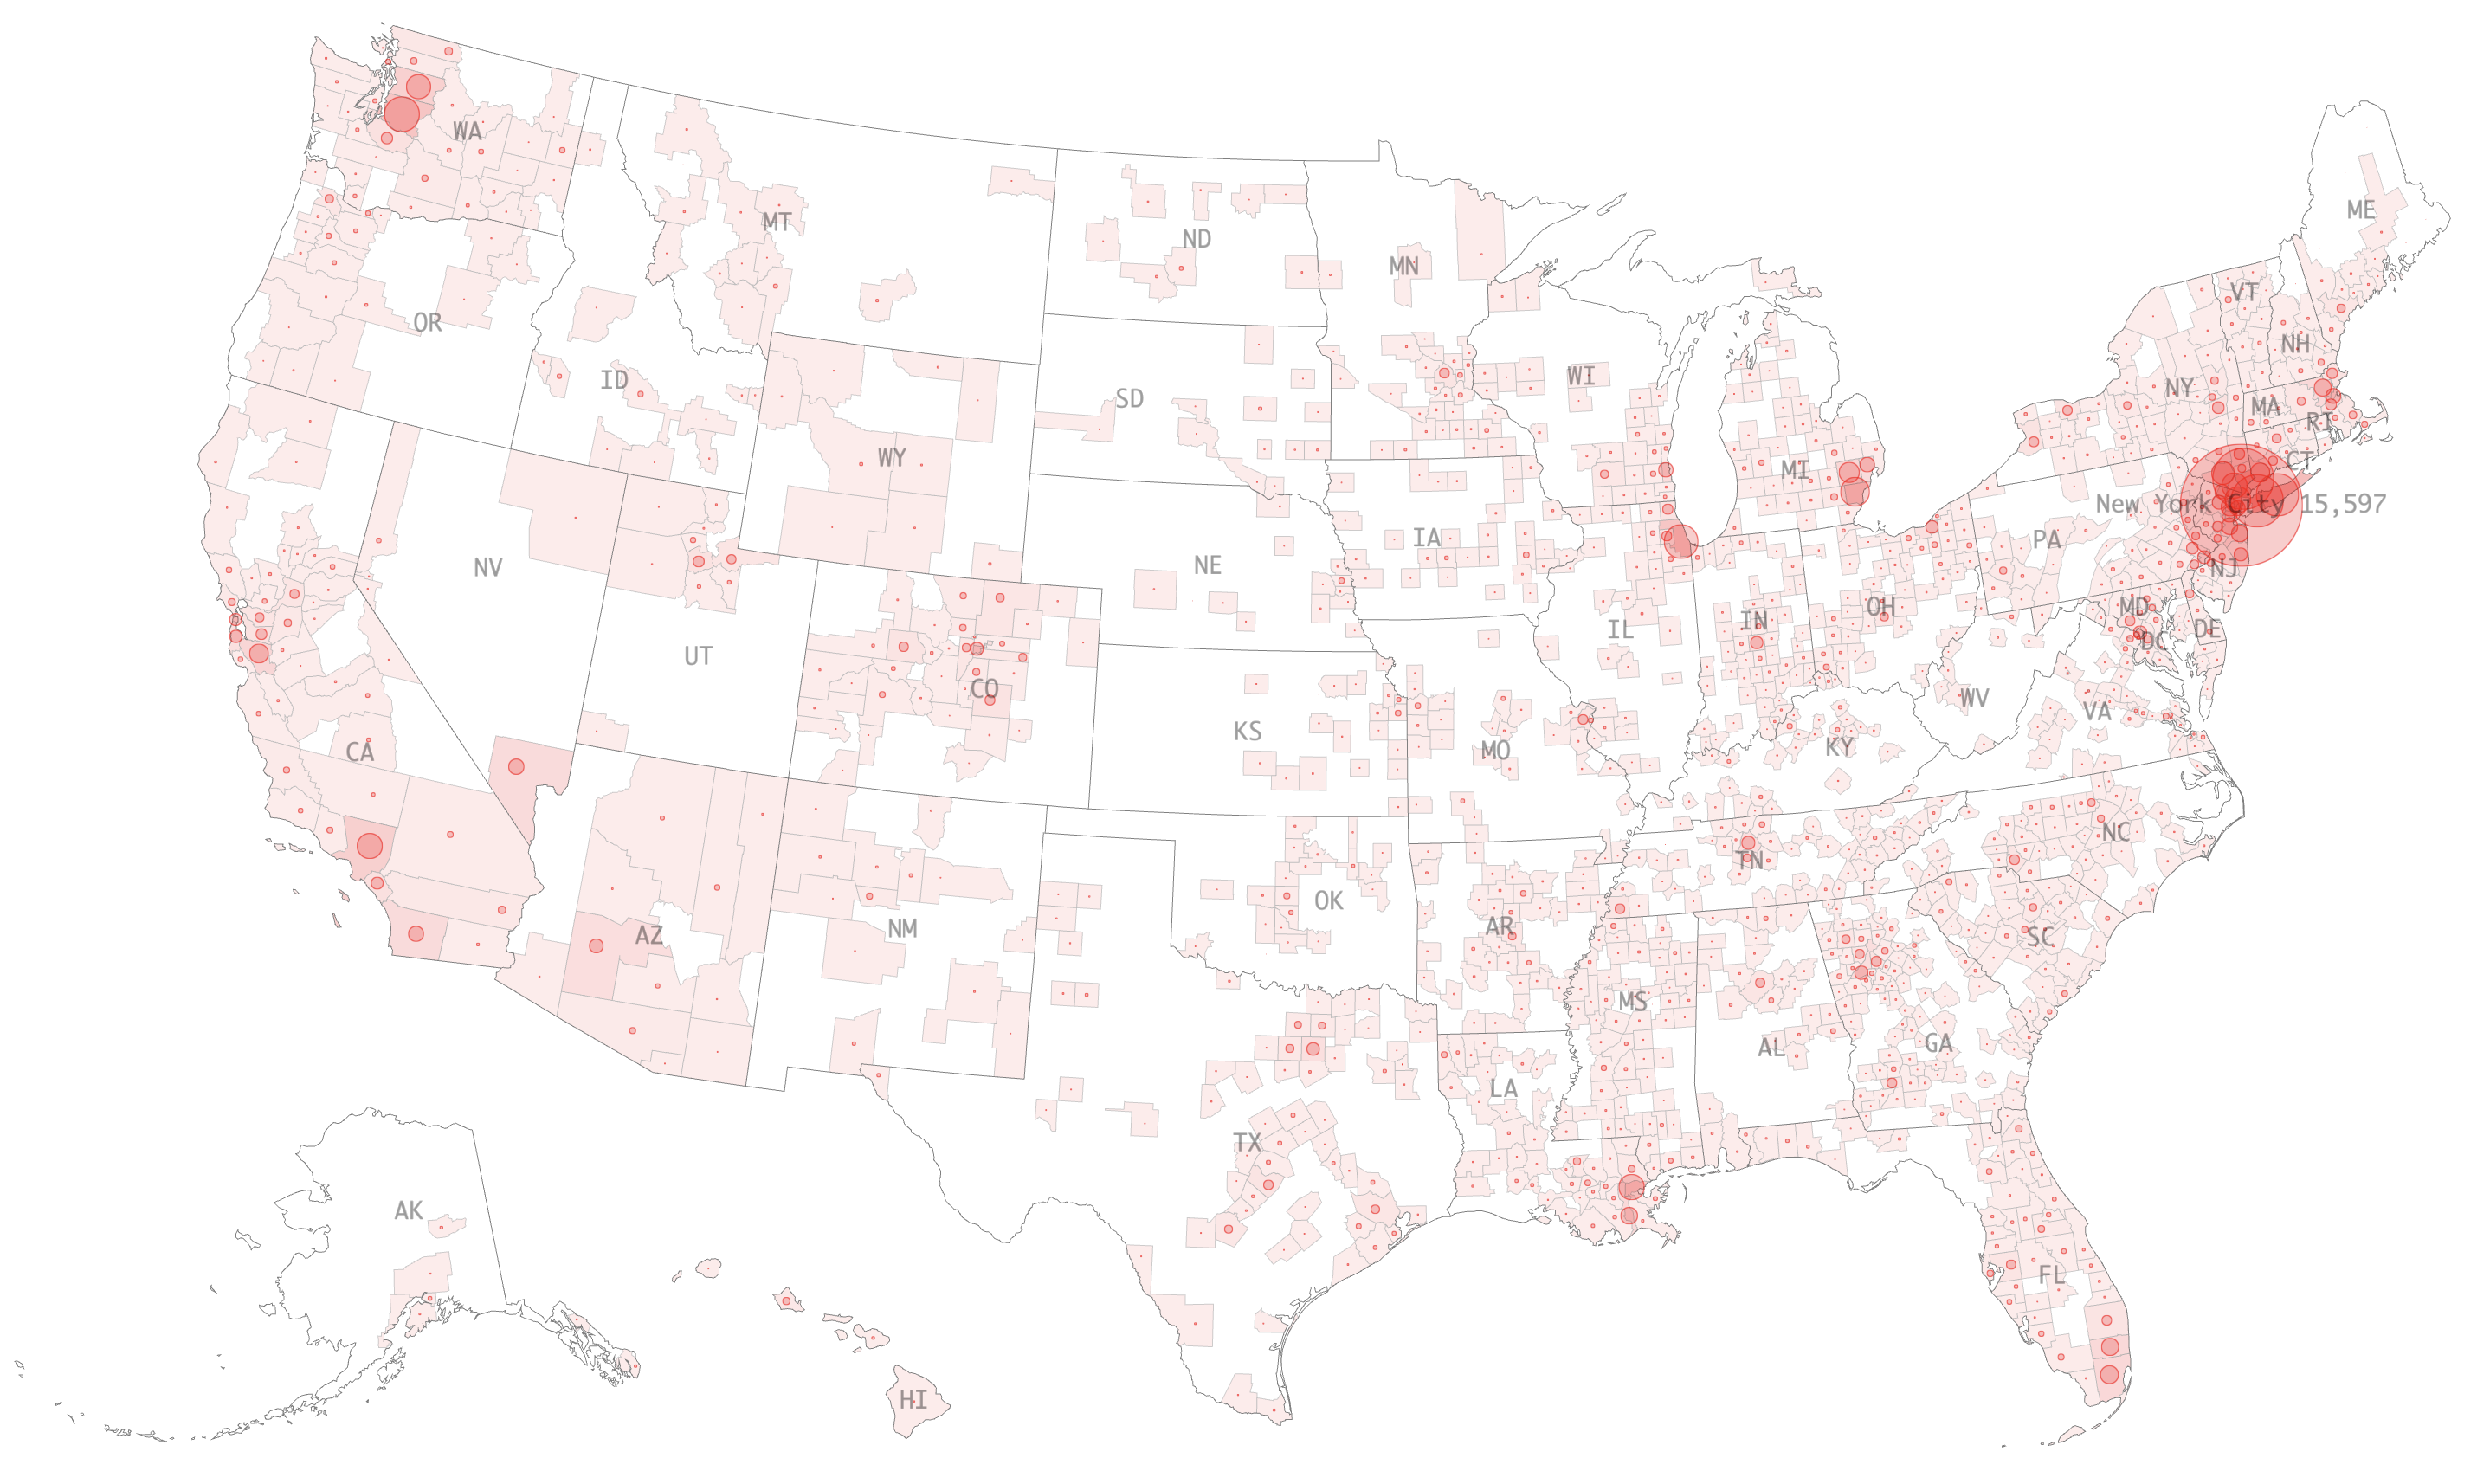 WA
MT
ND
MN
ME
OR
ID
SD
WI
VT
NH
NY
MA
RI
WY
MI
CT
New York City 15,597
NV
NE
IA
PA
NJ
UT
CO
IL
IN
OH
MD
DE
DC
CA
KS
MO
KY
WV
VA
AZ
NM
OK
AR
TN
NC
SC
MS
AL
GA
LA
TX
AK
FL
HI